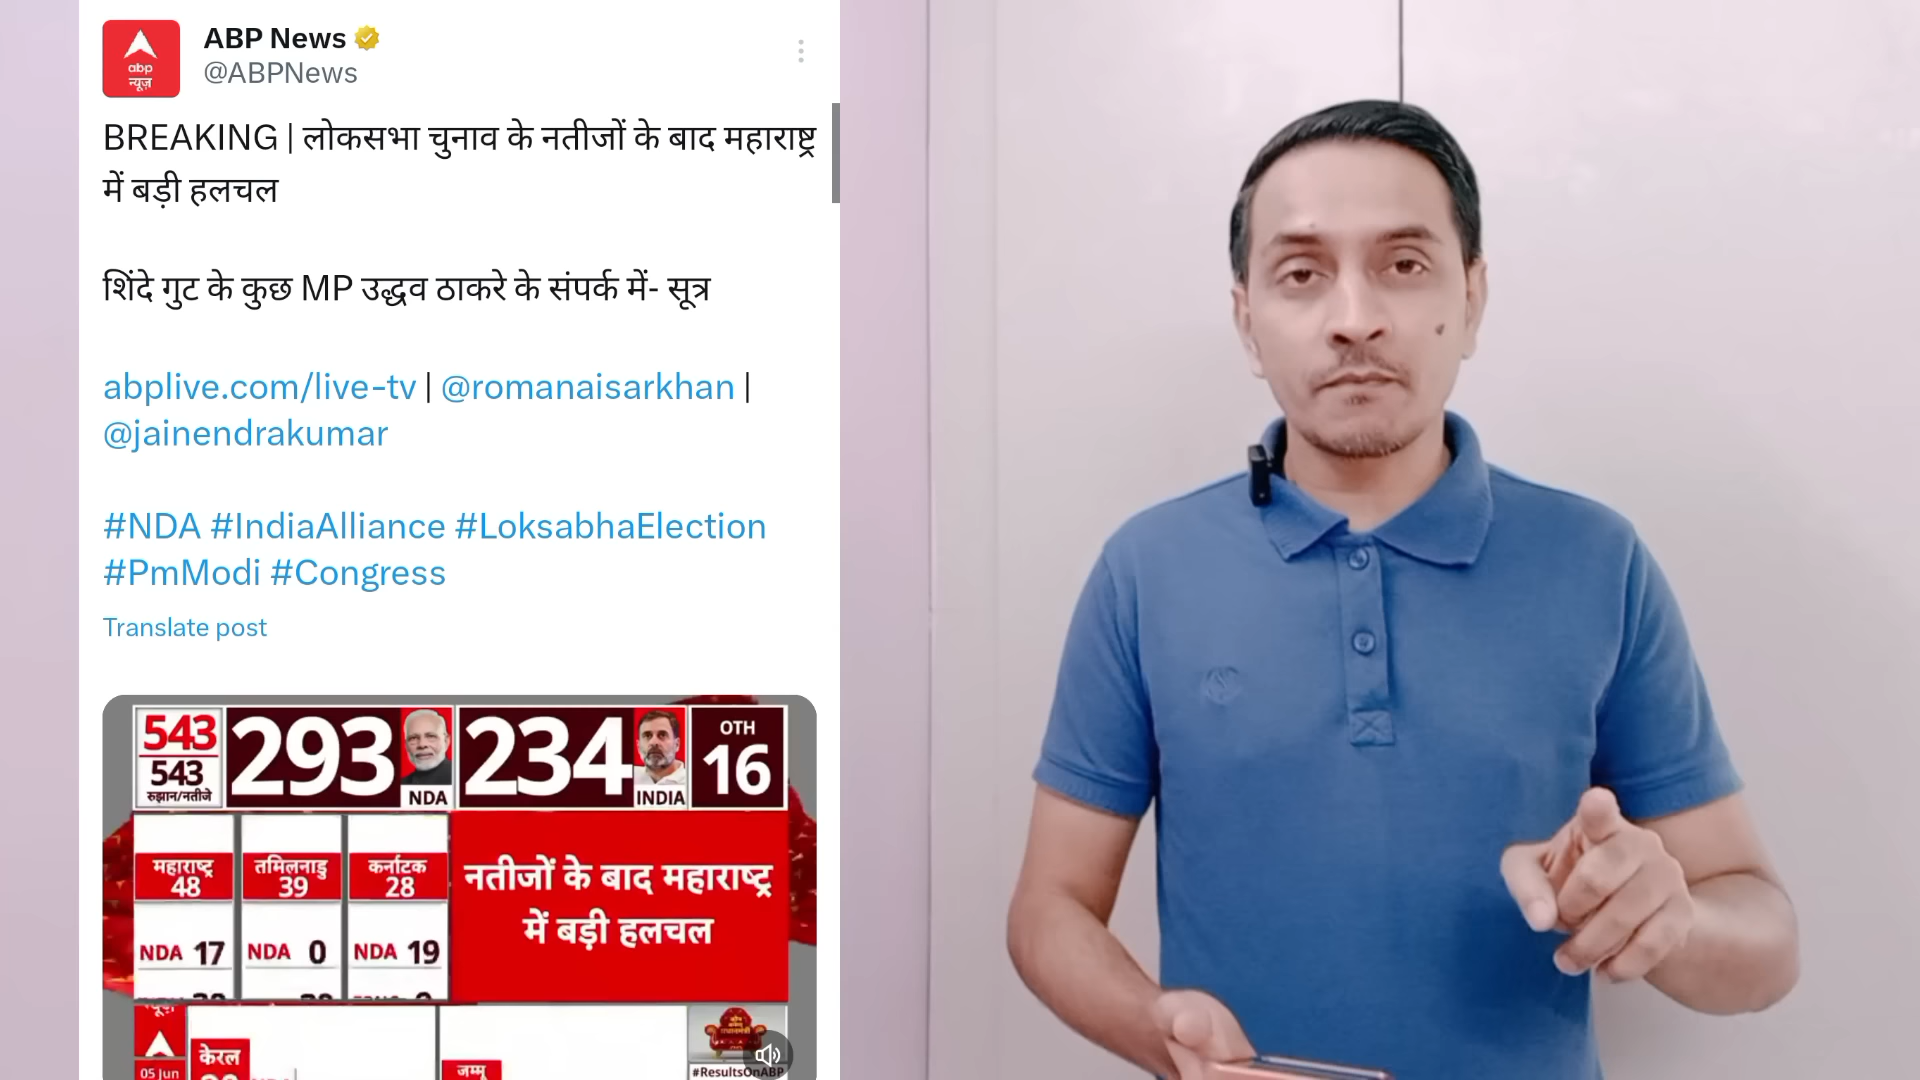 abp
न्यूज़
ABP News
@ABPNews
BREAKING | लोकसभा चुनाव के नतीजों के बाद महाराष्ट्र
में बड़ी हलचल
शिंदे गुट के कुछ MP उद्धव ठाकरे के संपर्क में- सूत्र
abplive.com/live-tv | @romanaisarkhan |
@jainendrakumar
#NDA #IndiaAlliance #LoksabhaElection
#PmModi #Congress
Translate post
543
543
रुझान/नतीजे
293
NDA
234
INDIA
OTH
16
महाराष्ट्र
48
तमिलनाडु
39
कर्नाटक
28
NDA 17
NDA 0
NDA 19
नतीजों के बाद महाराष्ट्र
में बड़ी हलचल
केरल
जम्मू
05 Jun
#ResultsOnABP